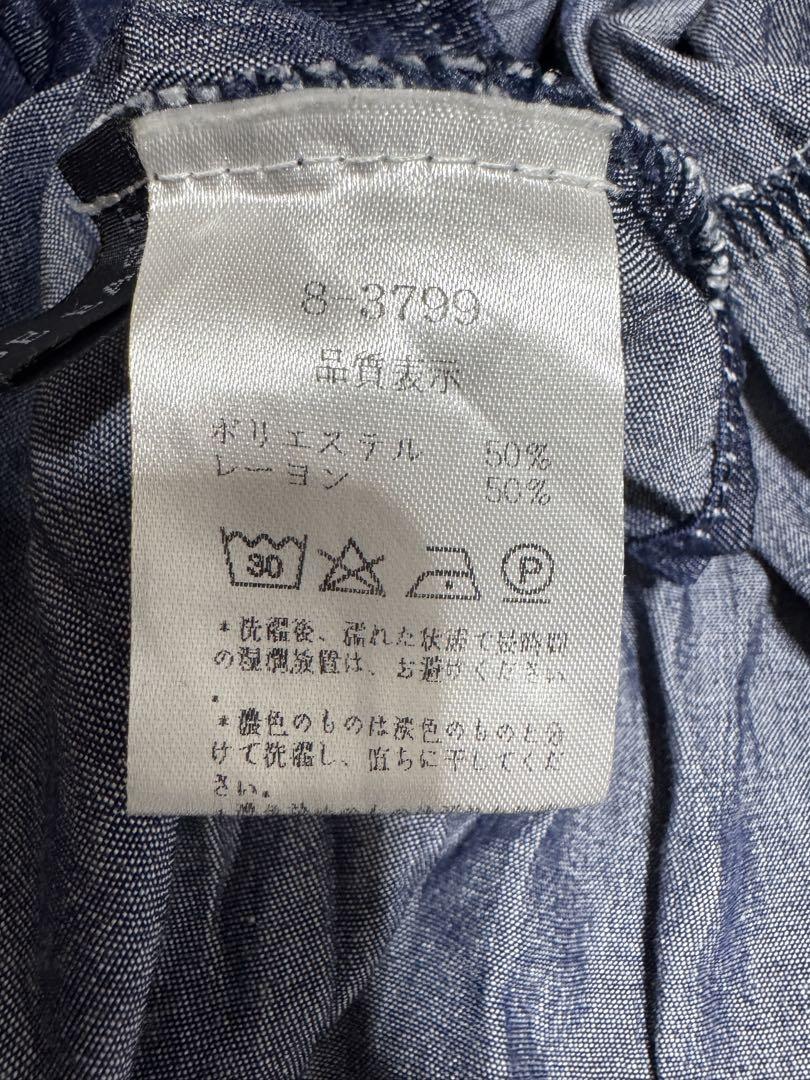 8-3799
品質表示
ポリエステル 50%
レーヨン 50%
30
P
*洗濯後、濡れた状態で長時間
の湿潤放置は、お避けください
。
*濃色のものは淡色のものと分
けて洗濯し、直ちに干してくだ
さい。